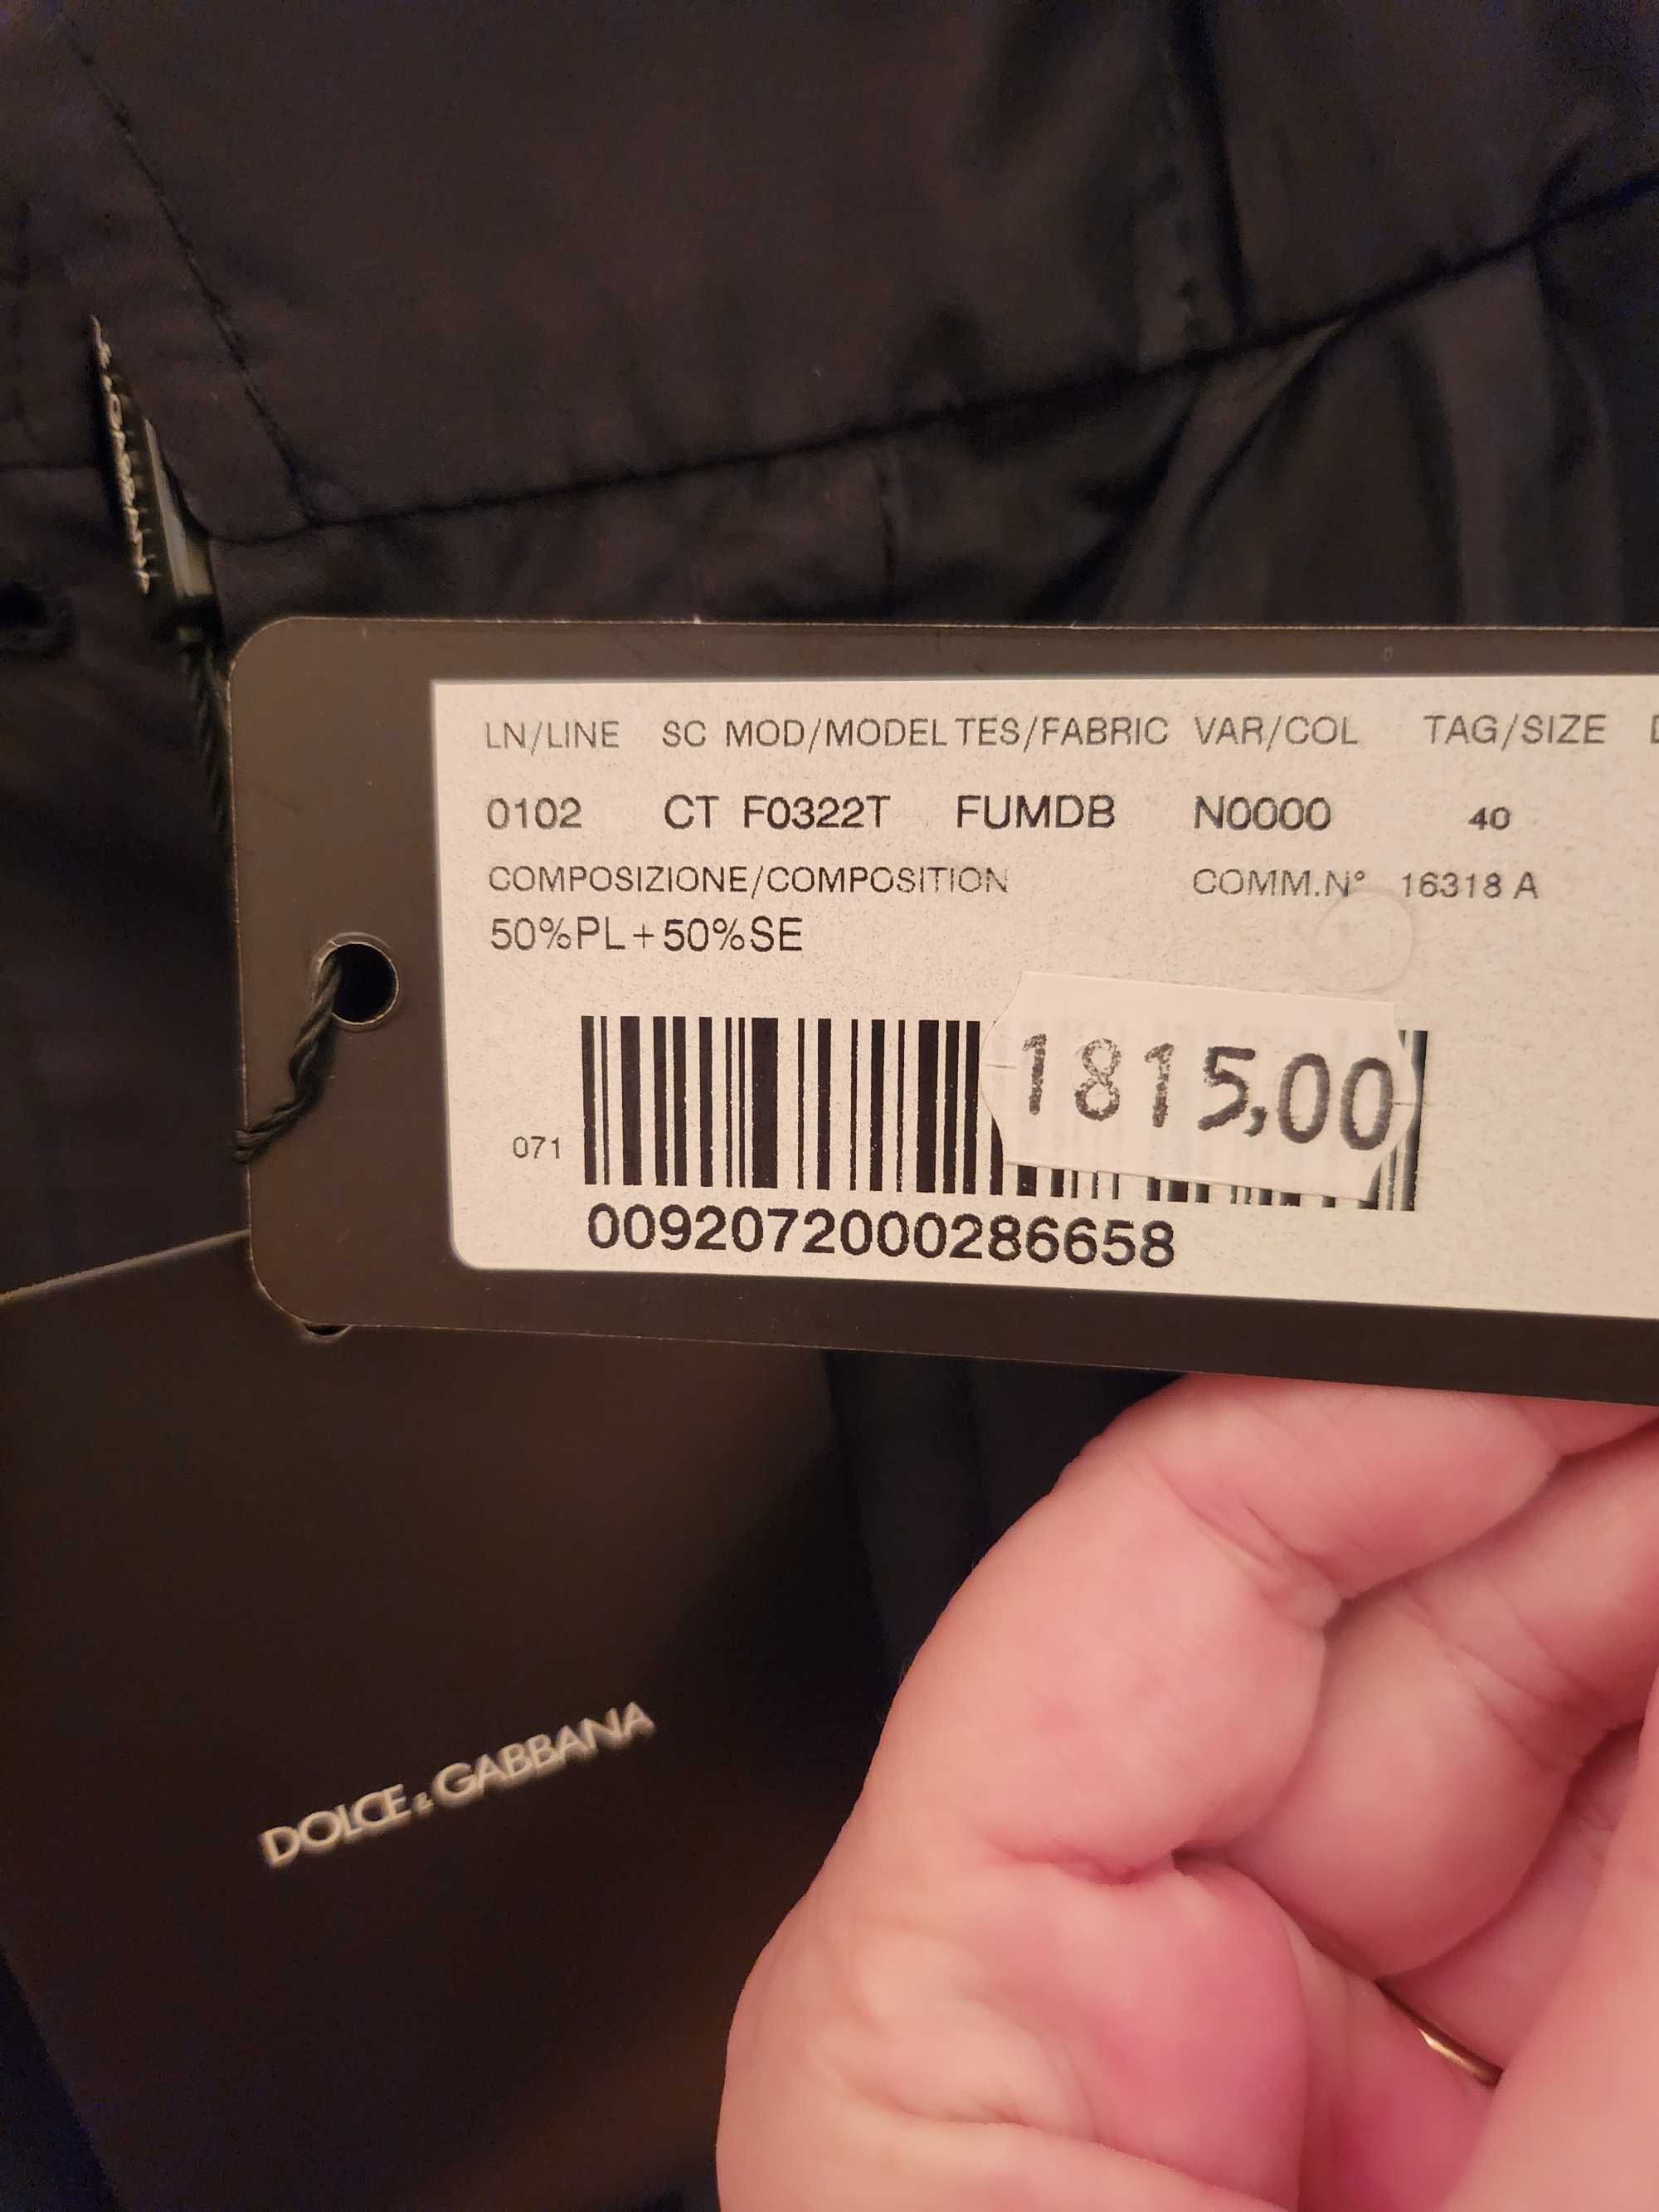 LN/LINE SC MOD/MODEL TES/FABRIC VAR/COL TAG/SIZE
0102 CT F0322T FUMDB N0000 40
COMPOSIZIONE/COMPOSITION COMM.N° 16318 A
50%PL+50%SE
1815,00
071
0092072000286658
DOLCE & GABBANA